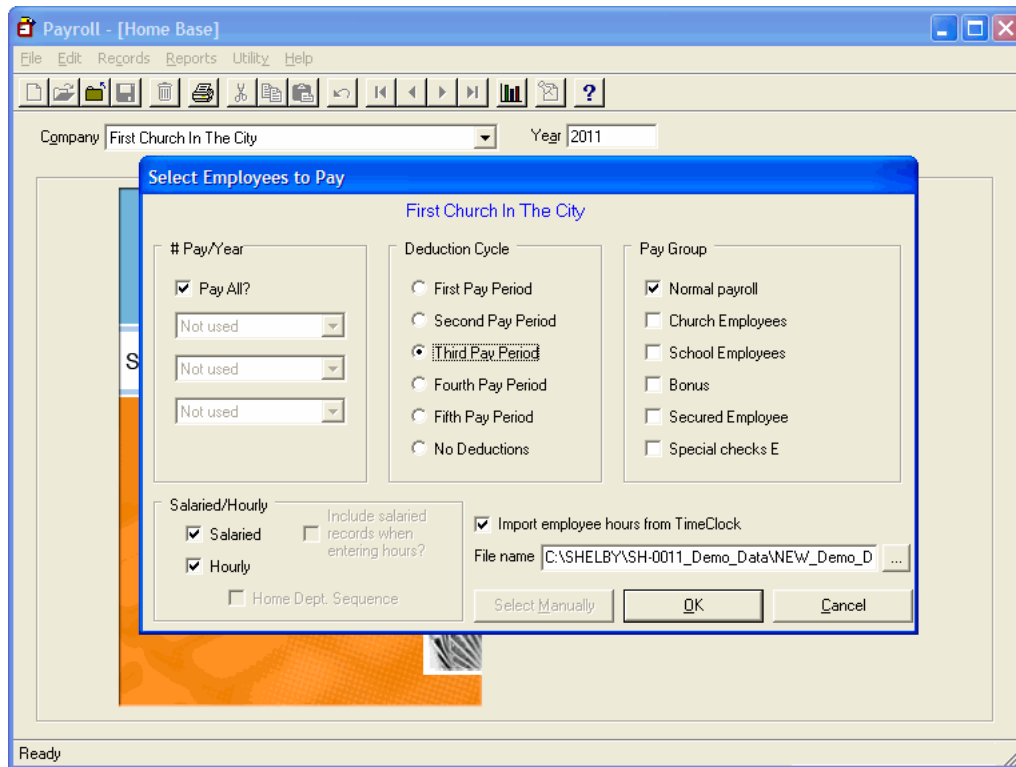 Payroll - [Home Base]
File Edit Records Reports Utility Help
Company First Church In The City Year 2011
Select Employees to Pay
First Church In The City
# Pay/Year
Pay All?
Not used
Not used
Not used
Deduction Cycle
First Pay Period
Second Pay Period
Third Pay Period
Fourth Pay Period
Fifth Pay Period
No Deductions
Pay Group
Normal payroll
Church Employees
School Employees
Bonus
Secured Employee
Special checks E
S
Salaried/Hourly
Salaried
Include salaried
records when
entering hours?
Hourly
Home Dept. Sequence
Import employee hours from TimeClock
File name C:\SHELBY\SH-0011_Demo_Data\NEW_Demo_D ...
Select Manually OK Cancel
Ready